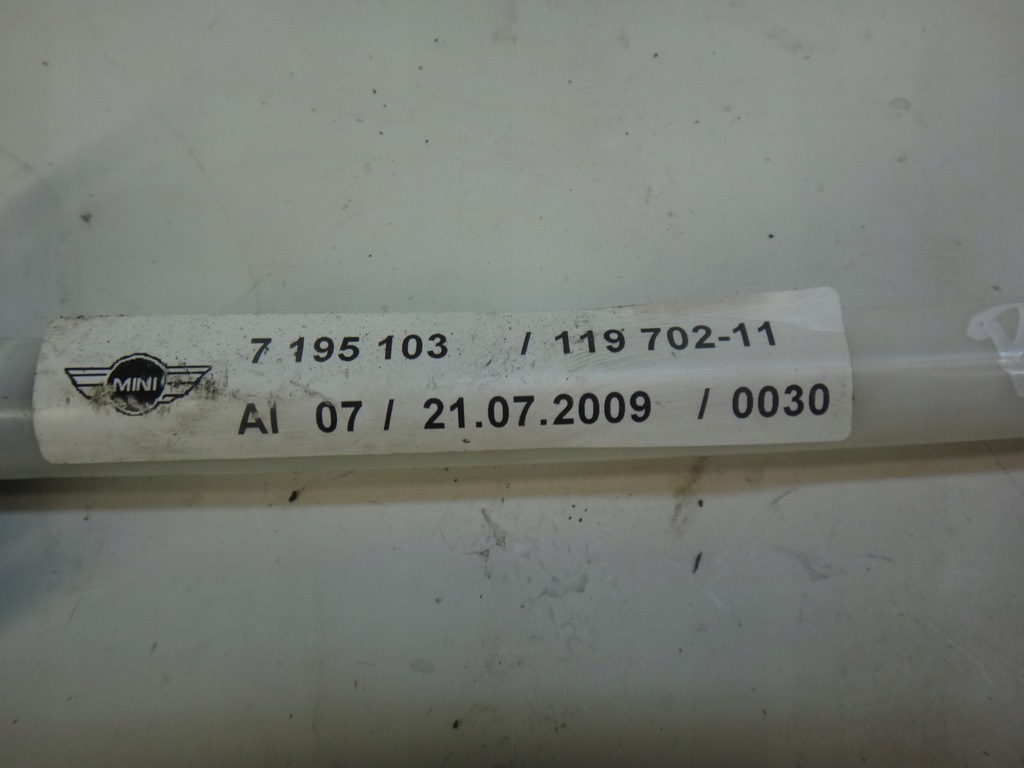 7 195 103 / 119 702-11
MINI
AI 07 / 21.07.2009 / 0030